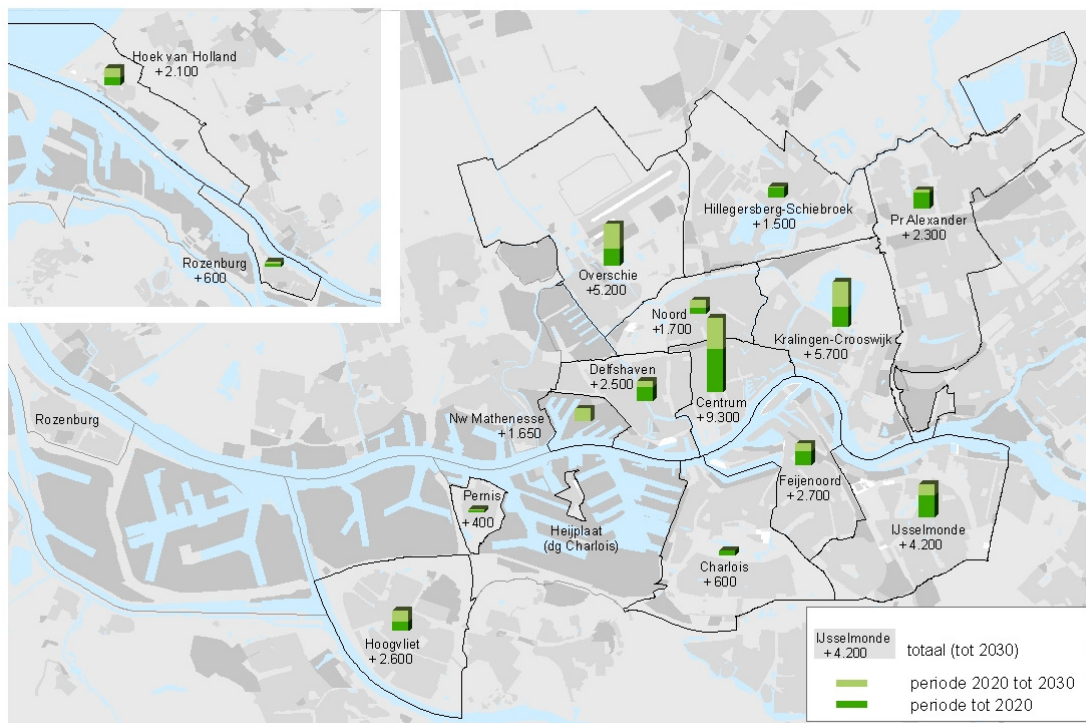 Hoek van Holland
+2.100
Rozenburg
+600
Hillegersberg-Schiebroek
+1.500
Pr Alexander
+2.300
Overschie
+5.200
Noord
+1.700
Kralingen-Crooswijk
+5.700
Delfshaven
+2.500
Centrum
+9.300
Rozenburg
Nw Mathenesse
+1.650
Feijenoord
+2.700
Pernis
+400
Heijplaat
(dg Charlois)
IJsselmonde
+4.200
Charlois
+600
Hoogvliet
+2.600
IJsselmonde
+4.200
totaal (tot 2030)
periode 2020 tot 2030
periode tot 2020